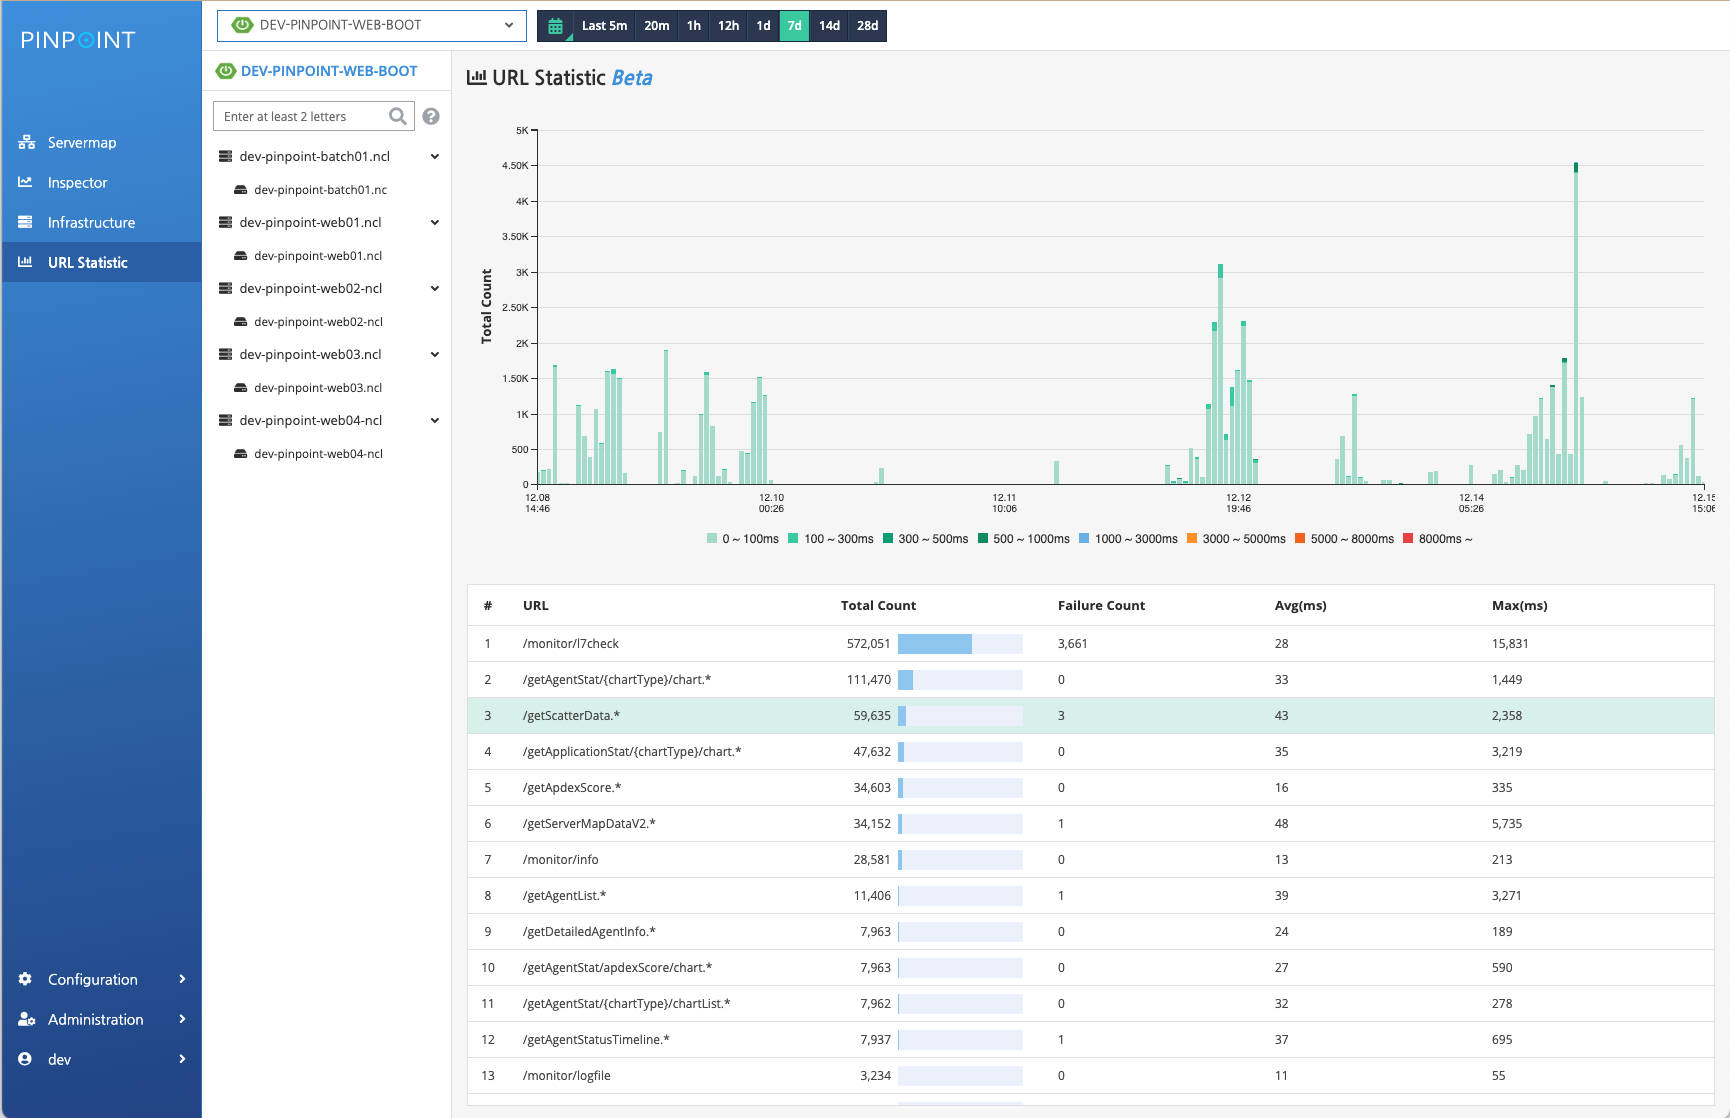 PINPOINT
Servermap
Inspector
Infrastructure
URL Statistic
Configuration
Administration
dev
DEV-PINPOINT-WEB-BOOT
Last 5m 20m 1h 12h 1d 7d 14d 28d
DEV-PINPOINT-WEB-BOOT
Enter at least 2 letters
dev-pinpoint-batch01.ncl
dev-pinpoint-batch01.nc
dev-pinpoint-web01.ncl
dev-pinpoint-web01.ncl
dev-pinpoint-web02-ncl
dev-pinpoint-web02-ncl
dev-pinpoint-web03.ncl
dev-pinpoint-web03.ncl
dev-pinpoint-web04-ncl
dev-pinpoint-web04-ncl
URL Statistic Beta
Total Count
5K
4.50K
4K
3.50K
3K
2.50K
2K
1.50K
1K
500
0
12.08 12.10 12.11 12.12 12.14 12.15
14:46 00:26 10:06 19:46 05:26 15:06
0 ~ 100ms 100 ~ 300ms 300 ~ 500ms 500 ~ 1000ms 1000 ~ 3000ms 3000 ~ 5000ms 5000 ~ 8000ms 8000ms ~
# URL Total Count Failure Count Avg(ms) Max(ms)
1 /monitor/l7check 572,051 3,661 28 15,831
2 /getAgentStat/{chartType}/chart.* 111,470 0 33 1,449
3 /getScatterData.* 59,635 3 43 2,358
4 /getApplicationStat/{chartType}/chart.* 47,632 0 35 3,219
5 /getApdexScore.* 34,603 0 16 335
6 /getServerMapDataV2.* 34,152 1 48 5,735
7 /monitor/info 28,581 0 13 213
8 /getAgentList.* 11,406 1 39 3,271
9 /getDetailedAgentInfo.* 7,963 0 24 189
10 /getAgentStat/apdexScore/chart.* 7,963 0 27 590
11 /getAgentStat/{chartType}/chartList.* 7,962 0 32 278
12 /getAgentStatusTimeline.* 7,937 1 37 695
13 /monitor/logfile 3,234 0 11 55